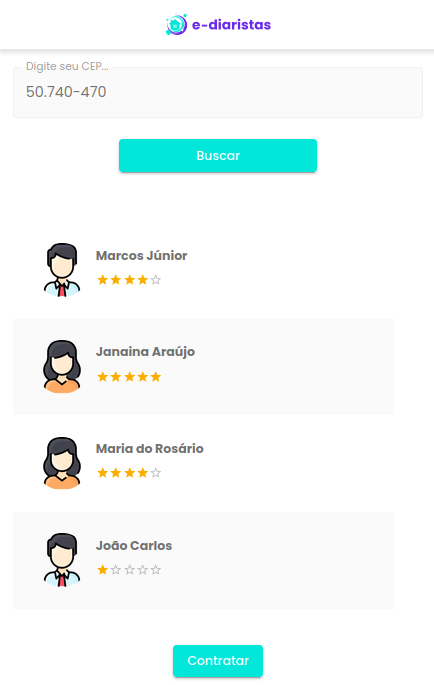 e-diaristas
Digite seu CEP...
50.740-470
Buscar
Marcos Júnior
Janaina Araújo
Maria do Rosário
João Carlos
Contratar